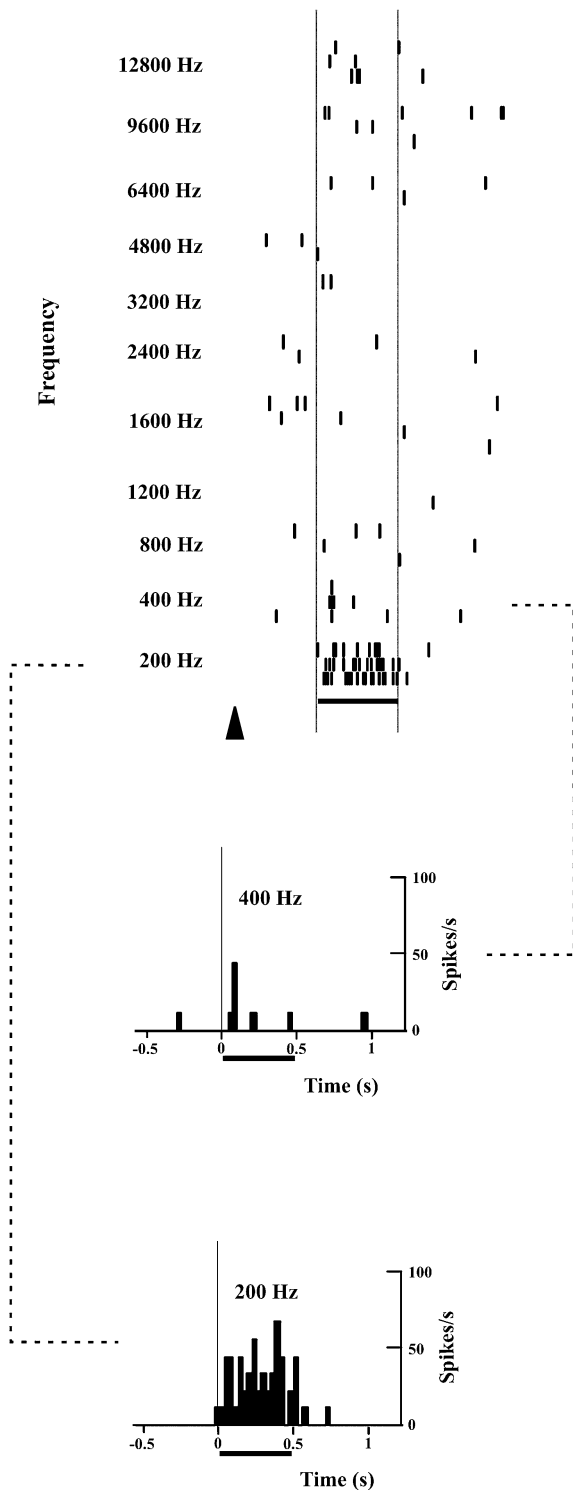 12800 Hz
9600 Hz
6400 Hz
4800 Hz
3200 Hz
2400 Hz
1600 Hz
1200 Hz
800 Hz
400 Hz
200 Hz
Frequency
400 Hz
100
50
0
Spikes/s
-0.5 0 0.5 1
Time (s)
200 Hz
100
50
0
Spikes/s
-0.5 0 0.5 1
Time (s)